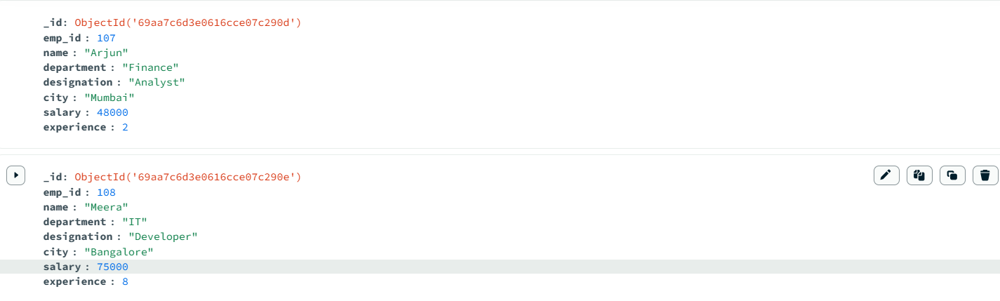 _id: ObjectId('69aa7c6d3e0616cce07c290d')
emp_id : 107
name : "Arjun"
department : "Finance"
designation : "Analyst"
city : "Mumbai"
salary : 48000
experience : 2
_id: ObjectId('69aa7c6d3e0616cce07c290e')
emp_id : 108
name : "Meera"
department : "IT"
designation : "Developer"
city : "Bangalore"
salary : 75000
experience : 8